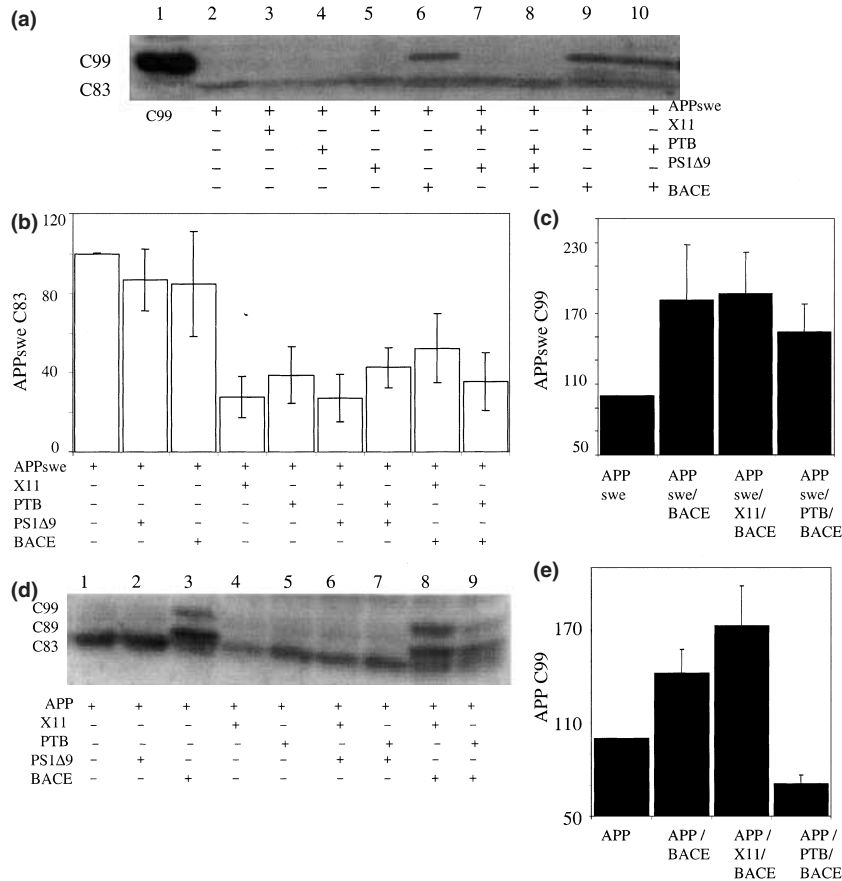 (a)
1 2 3 4 5 6 7 8 9 10
C99
C83
C99
+ + + + + + + + + APPswe
− + − − − + − + − X11
− − + − − − + − + PTB
− − − + − + + − − PS1Δ9
− − − − + − − + + BACE
(b)
120
80
40
0
APPswe C83
APPswe + + + + + + + + +
X11 − − − + − + − + −
PTB − − − − + − + − +
PS1Δ9 − + − − − + + − −
BACE − − + − − − − + +
(c)
230
170
110
50
APPswe C99
APP swe
APP swe/ BACE
APP swe/ X11/ BACE
APP swe/ PTB/ BACE
(d)
1 2 3 4 5 6 7 8 9
C99
C89
C83
APP + + + + + + + + +
X11 − − − + − + − + −
PTB − − − − + − + − +
PS1Δ9 − + − − − + + − −
BACE − − + − − − − + +
(e)
170
110
50
APP C99
APP
APP / BACE
APP / X11/ BACE
APP / PTB/ BACE